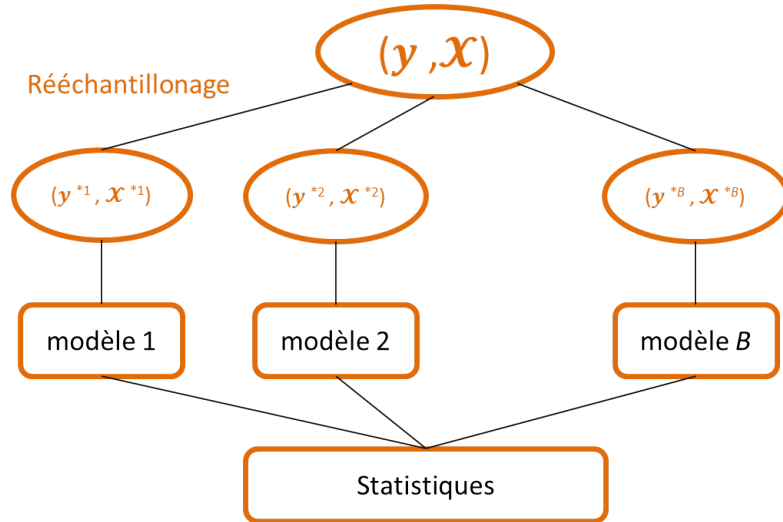 (y , X)
Rééchantillonage
(y *1 , X *1)
(y *2 , X *2)
(y *B , X *B)
modèle 1
modèle 2
modèle B
Statistiques